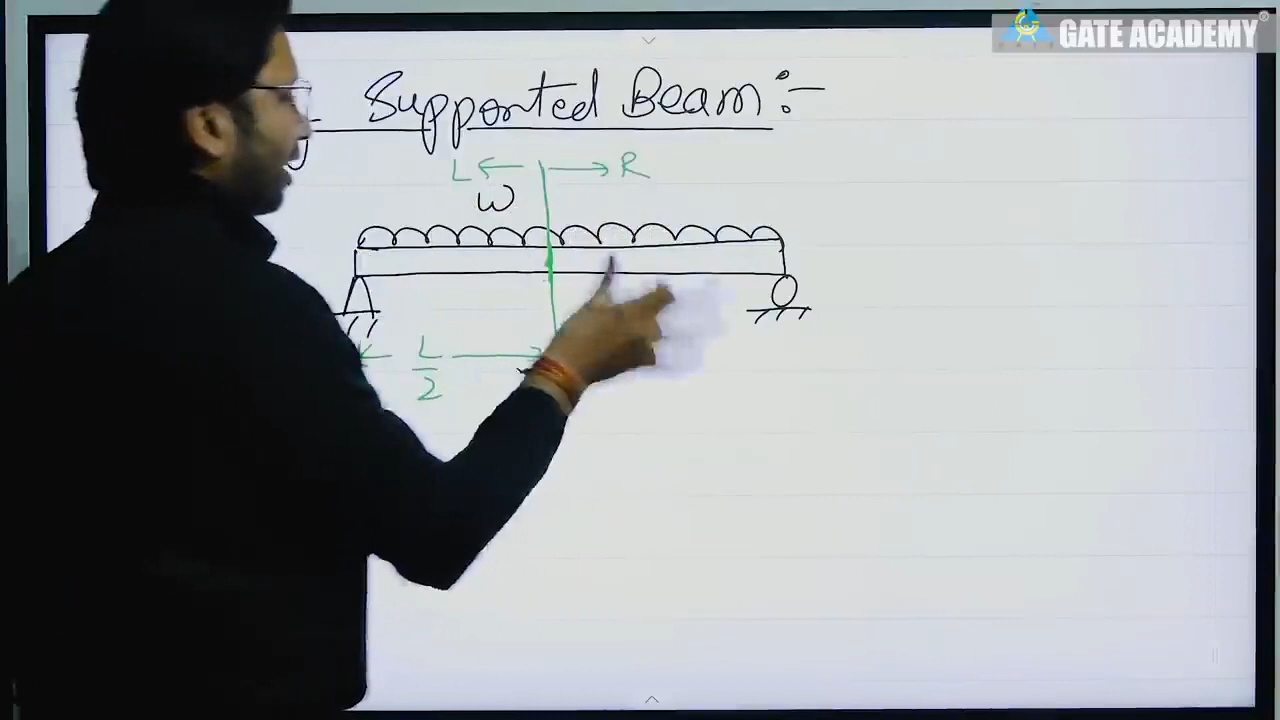 GATE ACADEMY®
Supported Beam :-
L ← → R
w
← L/2 →